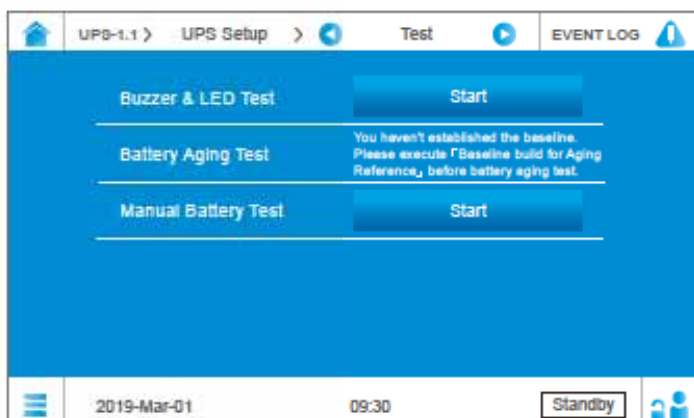 UPS-1.1 > UPS Setup > Test EVENT LOG
Buzzer & LED Test Start
You haven't established the baseline.
Battery Aging Test Please execute「Baseline build for Aging
Reference」before battery aging test.
Manual Battery Test Start
2019-Mar-01 09:30 Standby